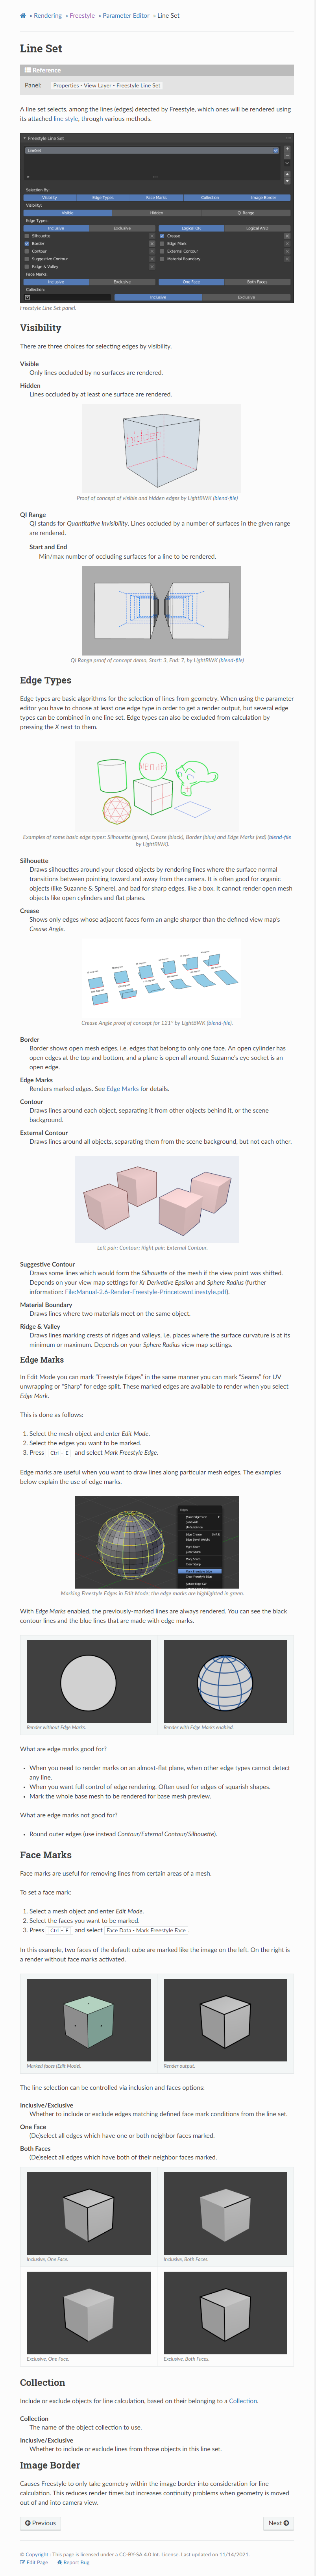 » Rendering » Freestyle » Parameter Editor » Line Set
Line Set
Reference
Panel: Properties ‣ View Layer ‣ Freestyle Line Set
A line set selects, among the lines (edges) detected by Freestyle, which ones will be rendered using
its attached line style, through various methods.
Freestyle Line Set
LineSet
Selection By:
Visibility Edge Types Face Marks Collection Image Border
Visibility:
Visible Hidden QI Range
Edge Types:
Inclusive Exclusive Logical OR Logical AND
Silhouette Crease
Border Edge Mark
Contour External Contour
Suggestive Contour Material Boundary
Ridge & Valley
Face Marks:
Inclusive Exclusive One Face Both Faces
Collection:
Inclusive Exclusive
Freestyle Line Set panel.
Visibility
There are three choices for selecting edges by visibility.
Visible
Only lines occluded by no surfaces are rendered.
Hidden
Lines occluded by at least one surface are rendered.
hidden
Proof of concept of visible and hidden edges by LightBWK (blend-file)
QI Range
QI stands for Quantitative Invisibility. Lines occluded by a number of surfaces in the given range
are rendered.
Start and End
Min/max number of occluding surfaces for a line to be rendered.
QI Range proof of concept demo, Start: 3, End: 7, by LightBWK (blend-file)
Edge Types
Edge types are basic algorithms for the selection of lines from geometry. When using the parameter
editor you have to choose at least one edge type in order to get a render output, but several edge
types can be combined in one line set. Edge types can also be excluded from calculation by
pressing the X next to them.
Examples of some basic edge types: Silhouette (green), Crease (black), Border (blue) and Edge Marks (red) (blend-file
by LightBWK).
Silhouette
Draws silhouettes around your closed objects by rendering lines where the surface normal
transitions between pointing toward and away from the camera. It is often good for organic
objects (like Suzanne & Sphere), and bad for sharp edges, like a box. It cannot render open mesh
objects like open cylinders and flat planes.
Crease
Shows only edges whose adjacent faces form an angle sharper than the defined view map's
Crease Angle.
Crease Angle proof of concept for 121° by LightBWK (blend-file).
Border
Border shows open mesh edges, i.e. edges that belong to only one face. An open cylinder has
open edges at the top and bottom, and a plane is open all around. Suzanne's eye socket is an
open edge.
Edge Marks
Renders marked edges. See Edge Marks for details.
Contour
Draws lines around each object, separating it from other objects behind it, or the scene
background.
External Contour
Draws lines around all objects, separating them from the scene background, but not each other.
Left pair: Contour; Right pair: External Contour.
Suggestive Contour
Draws some lines which would form the Silhouette of the mesh if the view point was shifted.
Depends on your view map settings for Kr Derivative Epsilon and Sphere Radius (further
information: File:Manual-2.6-Render-Freestyle-PrincetownLinestyle.pdf).
Material Boundary
Draws lines where two materials meet on the same object.
Ridge & Valley
Draws lines marking crests of ridges and valleys, i.e. places where the surface curvature is at its
minimum or maximum. Depends on your Sphere Radius view map settings.
Edge Marks
In Edit Mode you can mark "Freestyle Edges" in the same manner you can mark "Seams" for UV
unwrapping or "Sharp" for edge split. These marked edges are available to render when you select
Edge Mark.
This is done as follows:
1. Select the mesh object and enter Edit Mode.
2. Select the edges you want to be marked.
3. Press Ctrl - E and select Mark Freestyle Edge.
Edge marks are useful when you want to draw lines along particular mesh edges. The examples
below explain the use of edge marks.
Marking Freestyle Edges in Edit Mode; the edge marks are highlighted in green.
With Edge Marks enabled, the previously-marked lines are always rendered. You can see the black
contour lines and the blue lines that are made with edge marks.
Render without Edge Marks. Render with Edge Marks enabled.
What are edge marks good for?
• When you need to render marks on an almost-flat plane, when other edge types cannot detect
any line.
• When you want full control of edge rendering. Often used for edges of squarish shapes.
• Mark the whole base mesh to be rendered for base mesh preview.
What are edge marks not good for?
• Round outer edges (use instead Contour/External Contour/Silhouette).
Face Marks
Face marks are useful for removing lines from certain areas of a mesh.
To set a face mark:
1. Select a mesh object and enter Edit Mode.
2. Select the faces you want to be marked.
3. Press Ctrl - F and select Face Data ‣ Mark Freestyle Face .
In this example, two faces of the default cube are marked like the image on the left. On the right is
a render without face marks activated.
Marked faces (Edit Mode). Render output.
The line selection can be controlled via inclusion and faces options:
Inclusive/Exclusive
Whether to include or exclude edges matching defined face mark conditions from the line set.
One Face
(De)select all edges which have one or both neighbor faces marked.
Both Faces
(De)select all edges which have both of their neighbor faces marked.
Inclusive, One Face. Inclusive, Both Faces.
Exclusive, One Face. Exclusive, Both Faces.
Collection
Include or exclude objects for line calculation, based on their belonging to a Collection.
Collection
The name of the object collection to use.
Inclusive/Exclusive
Whether to include or exclude lines from those objects in this line set.
Image Border
Causes Freestyle to only take geometry within the image border into consideration for line
calculation. This reduces render times but increases continuity problems when geometry is moved
out of and into camera view.
Previous Next
© Copyright : This page is licensed under a CC-BY-SA 4.0 Int. License. Last updated on 11/14/2021.
Edit Page Report Bug